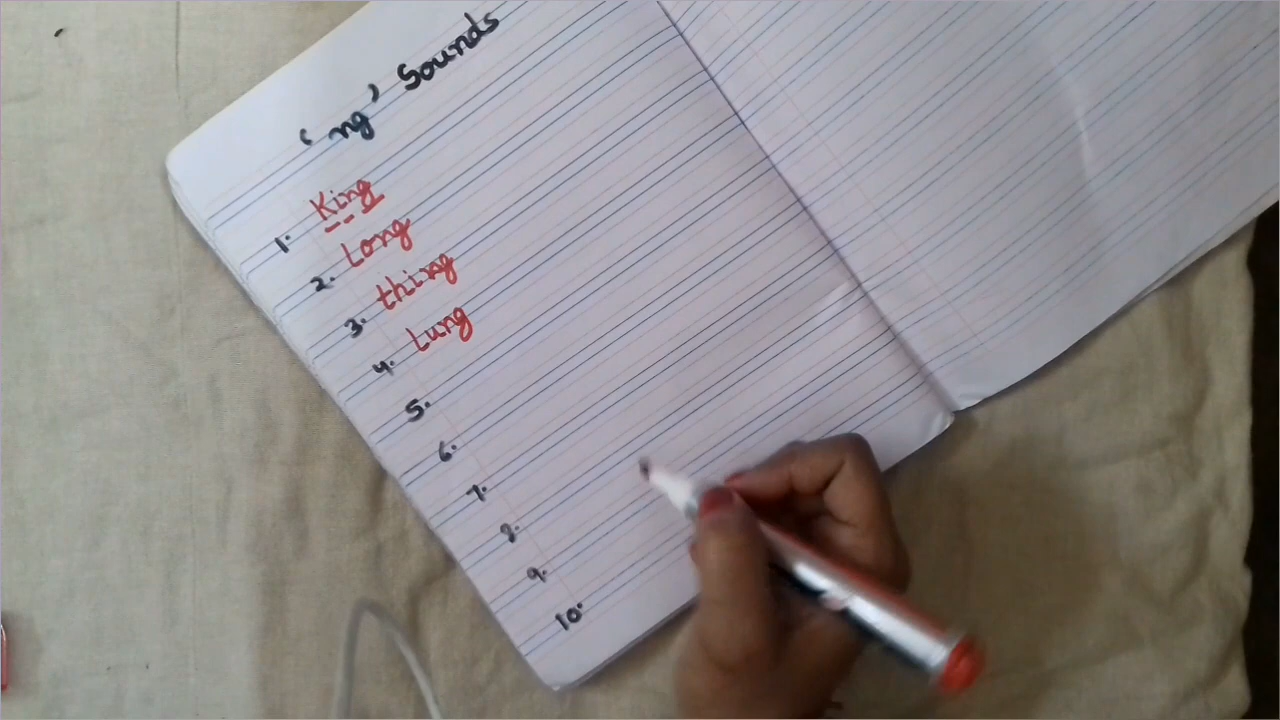 ‘ng’ Sounds
1. King
2. Long
3. thing
4. Lung
5.
6.
7.
8.
9.
10.